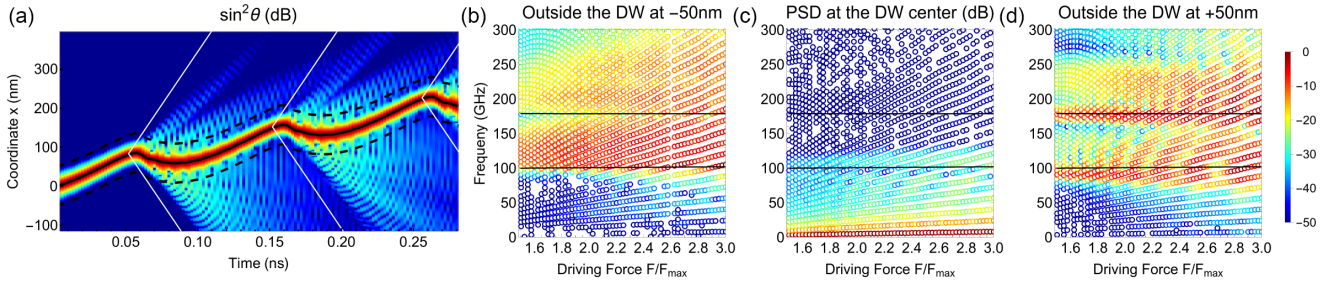 (a)
sin²θ (dB)
Coordinate x (nm)
300
200
100
0
−100
0.05
0.10
0.15
0.20
0.25
Time (ns)
(b)
Outside the DW at −50nm
Frequeny (GHz)
300
250
200
150
100
50
0
1.6 1.8 2.0 2.2 2.4 2.6 2.8 3.0
Driving Force F/Fmax
(c)
PSD at the DW center (dB)
300
250
200
150
100
50
0
1.6 1.8 2.0 2.2 2.4 2.6 2.8 3.0
Driving Force F/Fmax
(d)
Outside the DW at +50nm
300
250
200
150
100
50
0
1.6 1.8 2.0 2.2 2.4 2.6 2.8 3.0
Driving Force F/Fmax
0
−10
−20
−30
−40
−50